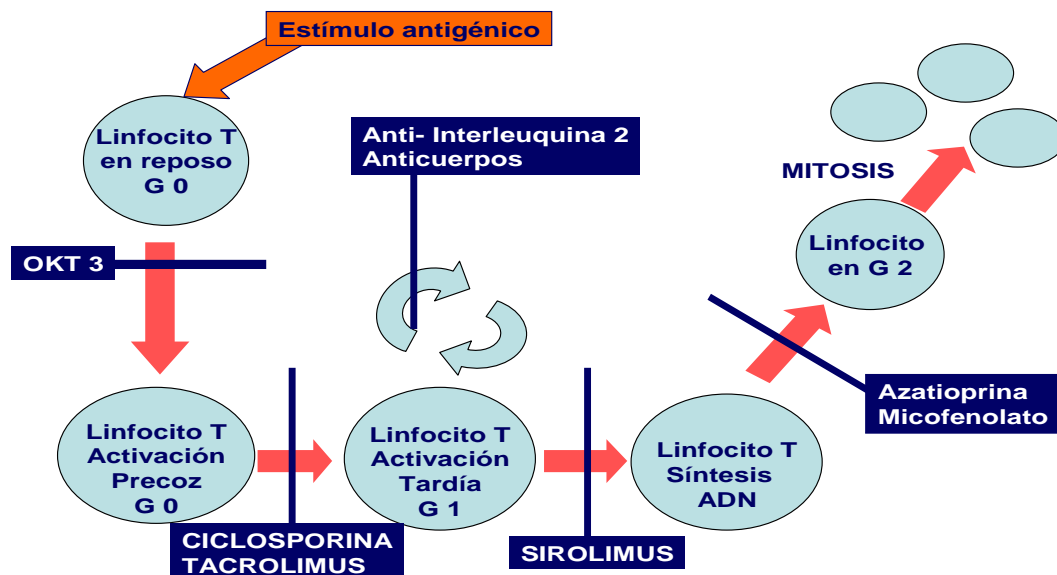 Estímulo antigénico
Linfocito T
en reposo
G 0
Anti- Interleuquina 2
Anticuerpos
MITOSIS
Linfocito
en G 2
OKT 3
Azatioprina
Micofenolato
Linfocito T
Activación
Precoz
G 0
Linfocito T
Activación
Tardía
G 1
Linfocito T
Síntesis
ADN
CICLOSPORINA
TACROLIMUS
SIROLIMUS